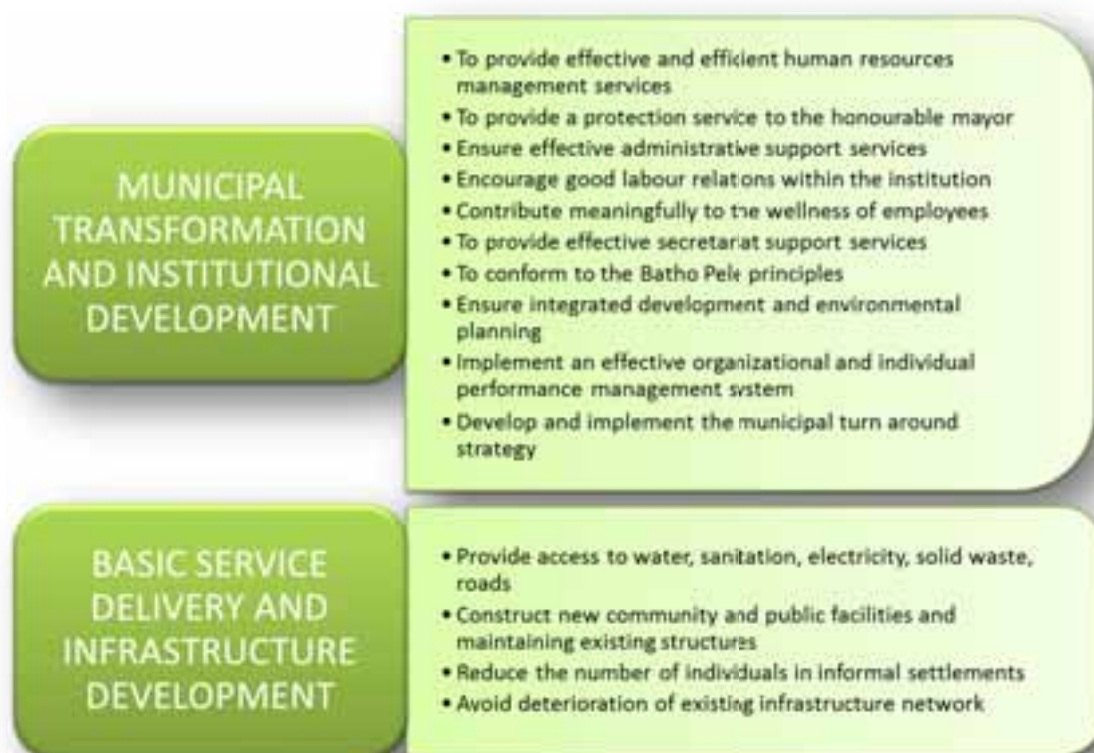 MUNICIPAL
TRANSFORMATION
AND INSTITUTIONAL
DEVELOPMENT
• To provide effective and efficient human resources
management services
• To provide a protection service to the honourable mayor
• Ensure effective administrative support services
• Encourage good labour relations within the institution
• Contribute meaningfully to the wellness of employees
• To provide effective secretariat support services
• To conform to the Batho Pele principles
• Ensure integrated development and environmental
planning
• Implement an effective organizational and individual
performance management system
• Develop and implement the municipal turn around
strategy
BASIC SERVICE
DELIVERY AND
INFRASTRUCTURE
DEVELOPMENT
• Provide access to water, sanitation, electricity, solid waste,
roads
• Construct new community and public facilities and
maintaining existing structures
• Reduce the number of individuals in informal settlements
• Avoid deterioration of existing infrastructure network